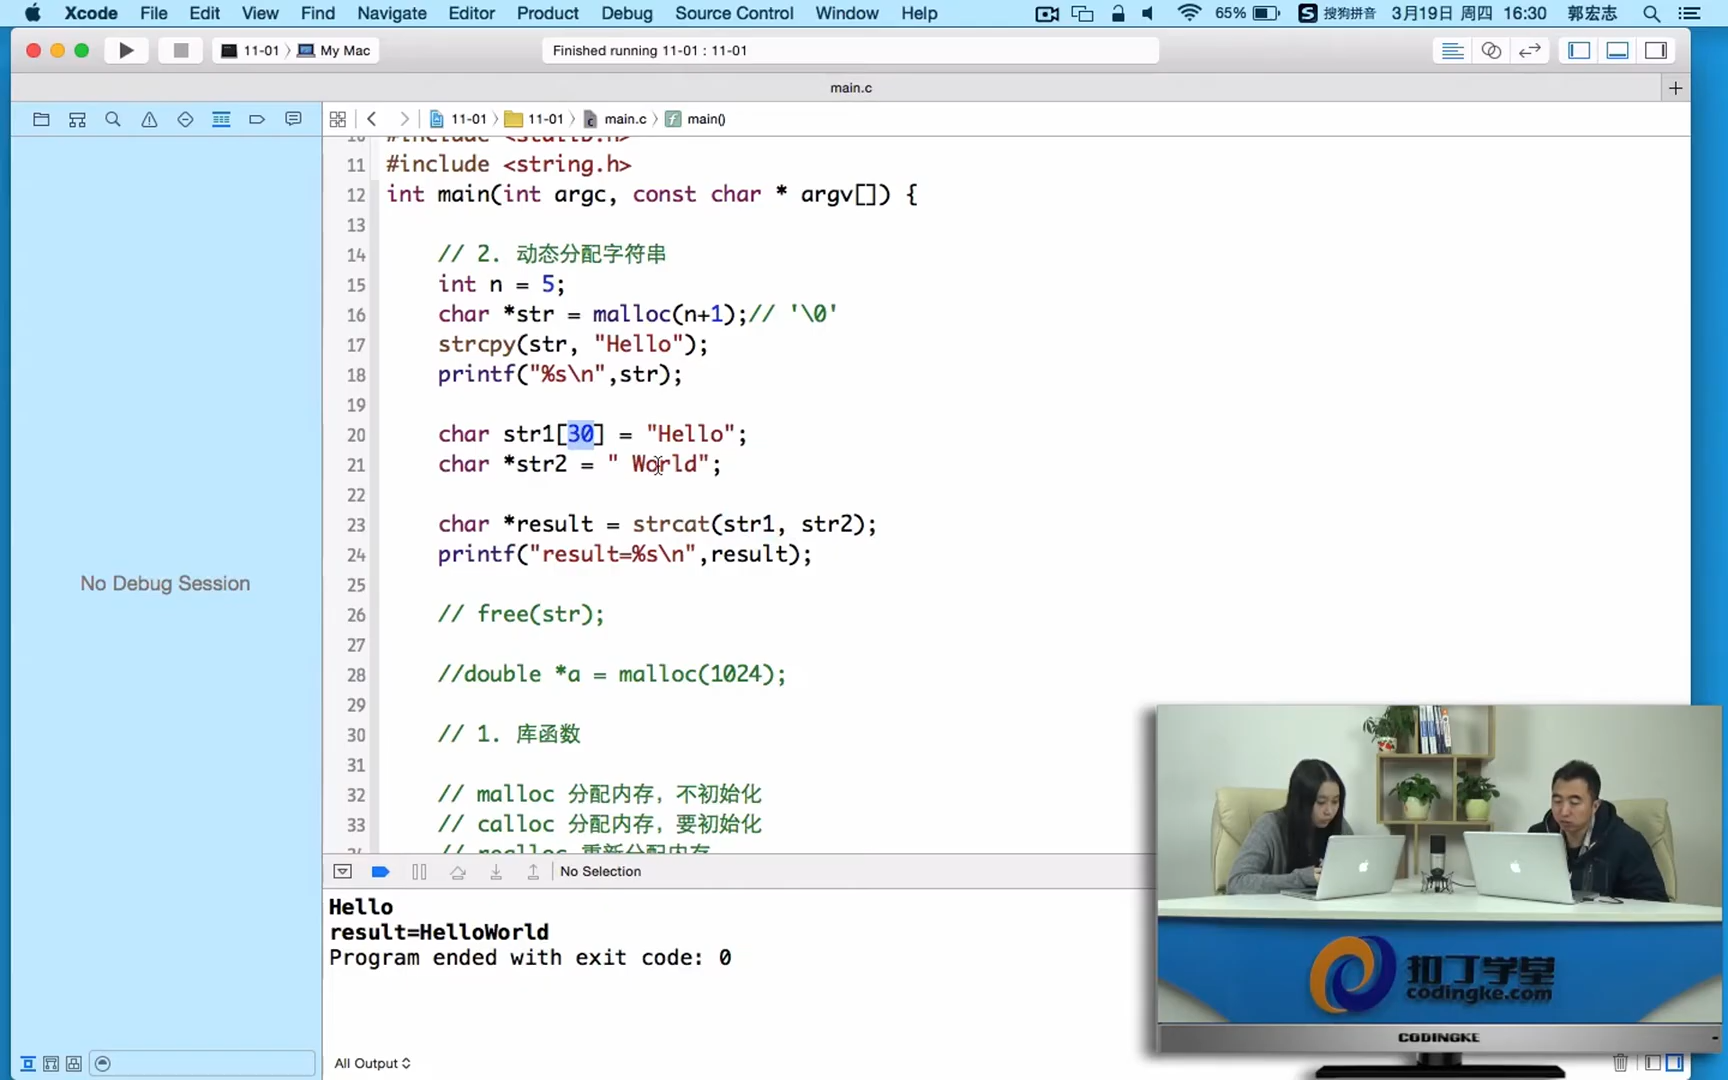 Xcode File Edit View Find Navigate Editor Product Debug Source Control Window Help 65% 搜狗拼音 3月19日 周四 16:30 郭宏志
11-01 My Mac Finished running 11-01 : 11-01
main.c
11-01 11-01 main.c main()
11 #include <string.h>
12 int main(int argc, const char * argv[]) {
13
14 // 2. 动态分配字符串
15 int n = 5;
16 char *str = malloc(n+1);// '\0'
17 strcpy(str, "Hello");
18 printf("%s\n",str);
19
20 char str1[30] = "Hello";
21 char *str2 = " World";
22
23 char *result = strcat(str1, str2);
24 printf("result=%s\n",result);
25
26 // free(str);
27
28 //double *a = malloc(1024);
29
30 // 1. 库函数
31
32 // malloc 分配内存，不初始化
33 // calloc 分配内存，要初始化
// realloc 重新分配内存
No Debug Session
No Selection
Hello
result=HelloWorld
Program ended with exit code: 0
All Output
扣丁学堂
codingke.com
CODINGKE